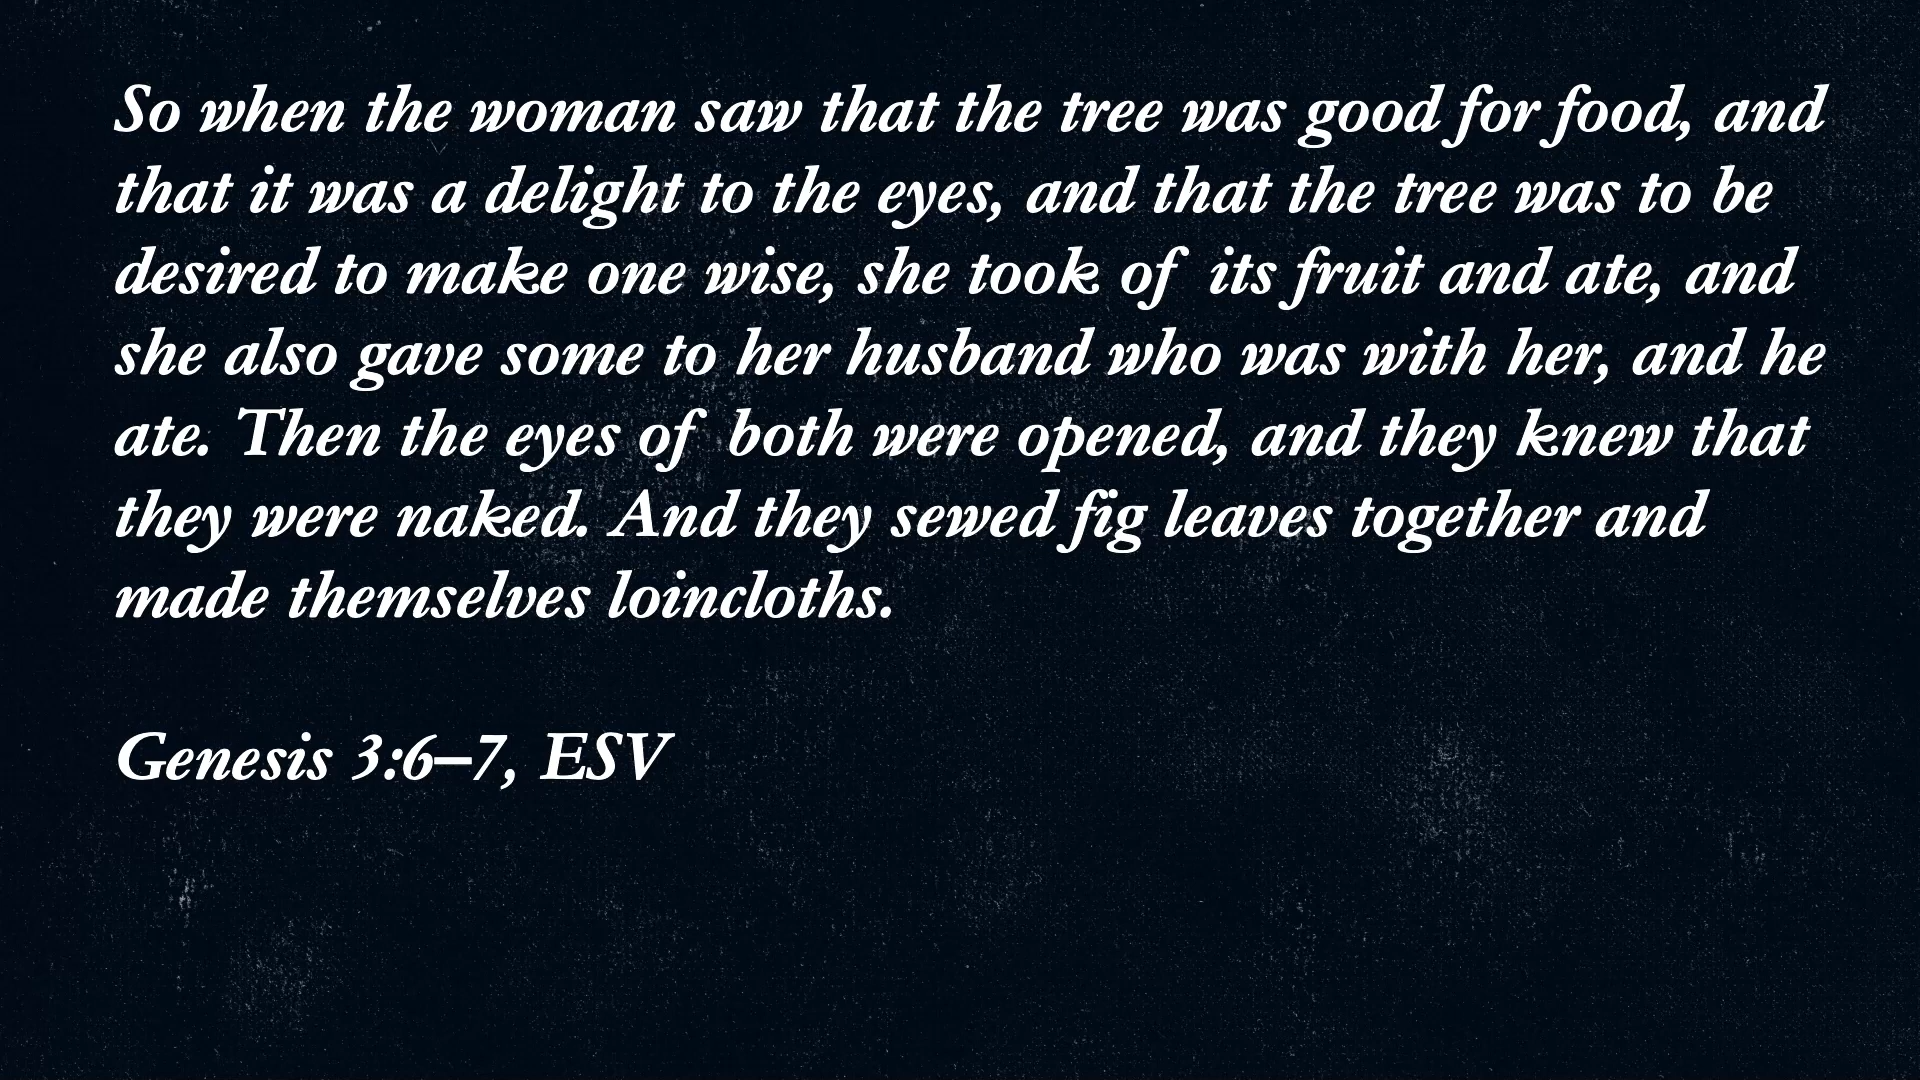 So when the woman saw that the tree was good for food, and
that it was a delight to the eyes, and that the tree was to be
desired to make one wise, she took of its fruit and ate, and
she also gave some to her husband who was with her, and he
ate. Then the eyes of both were opened, and they knew that
they were naked. And they sewed fig leaves together and
made themselves loincloths.
Genesis 3:6–7, ESV